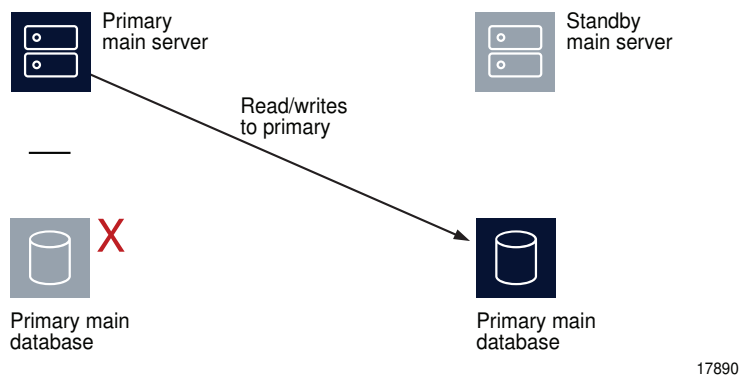 Primary
main server
Standby
main server
Read/writes
to primary
X
Primary main
database
Primary main
database
17890